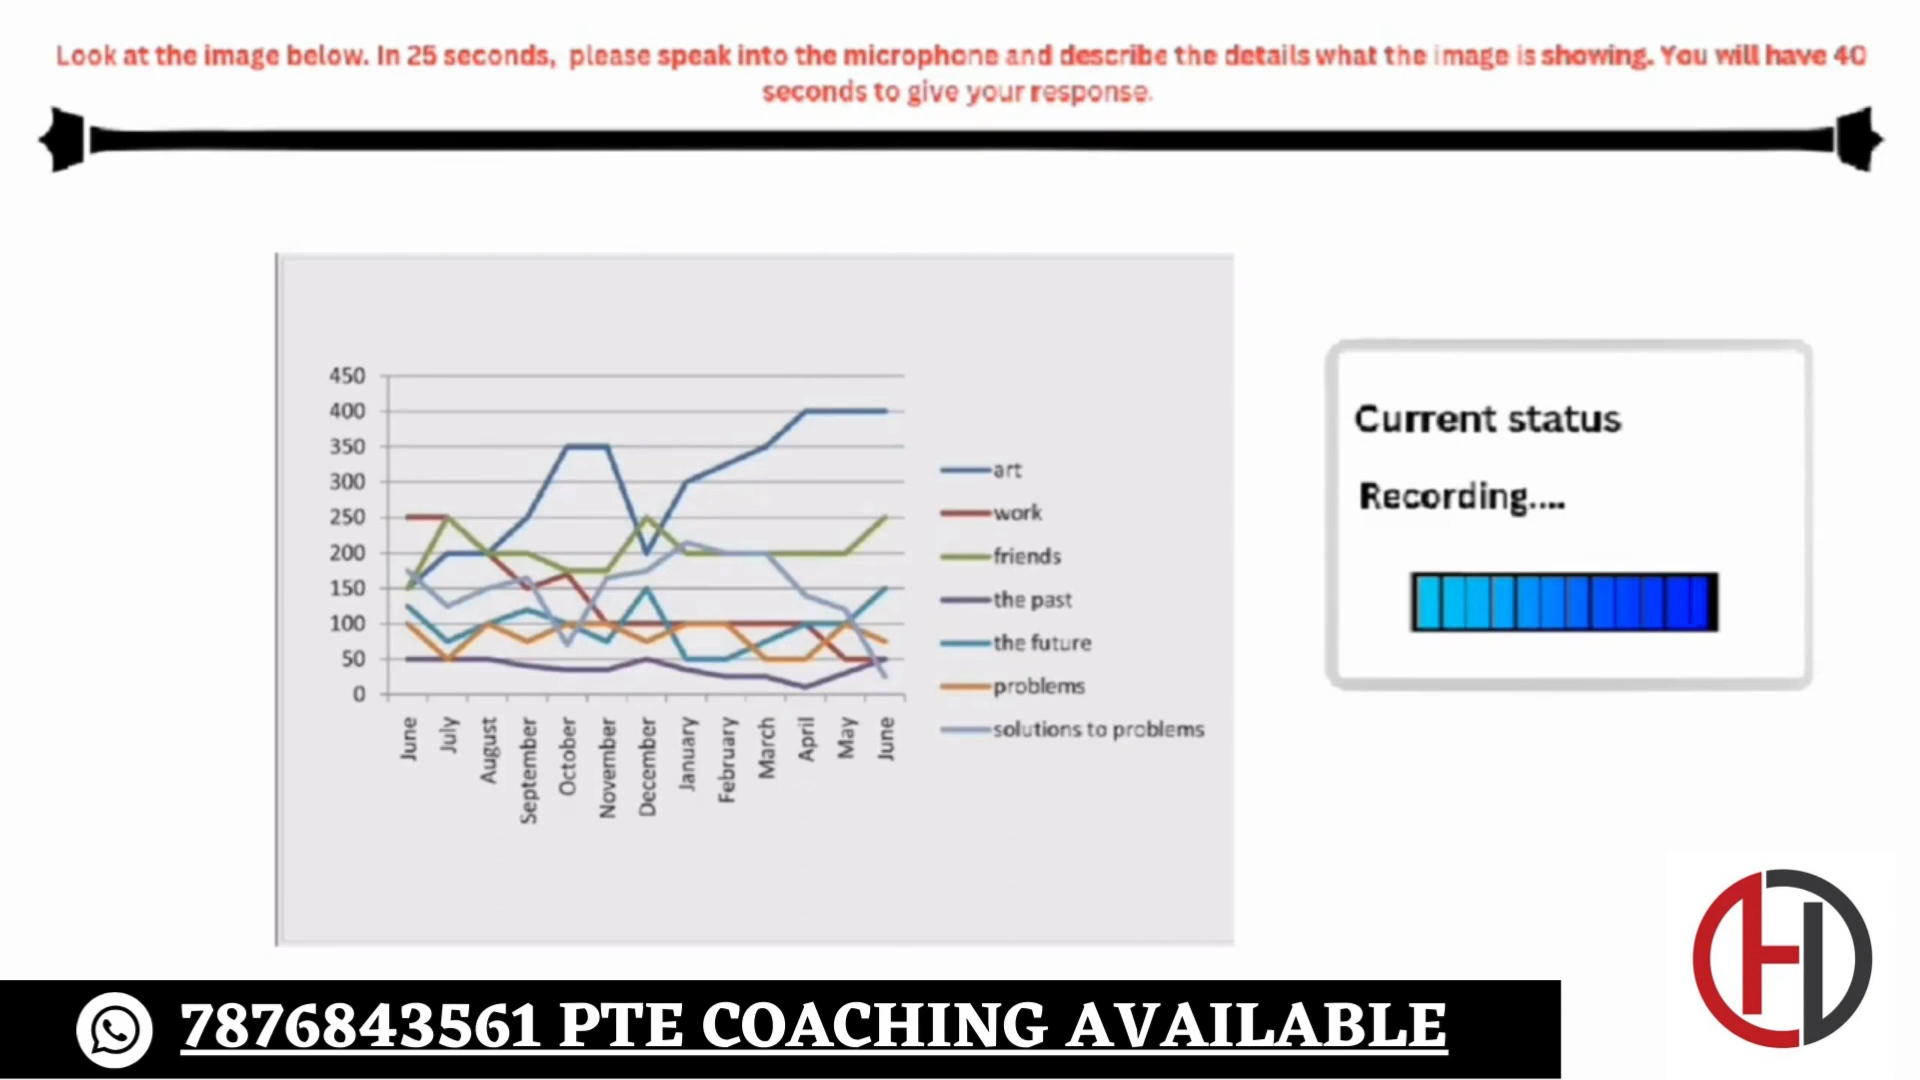 Look at the image below. In 25 seconds, please speak into the microphone and describe the details what the image is showing. You will have 40
seconds to give your response.
450
400
350
300
250
200
150
100
50
0
June
July
August
September
October
November
December
January
February
March
April
May
June
art
work
friends
the past
the future
problems
solutions to problems
Current status
Recording....
7876843561 PTE COACHING AVAILABLE